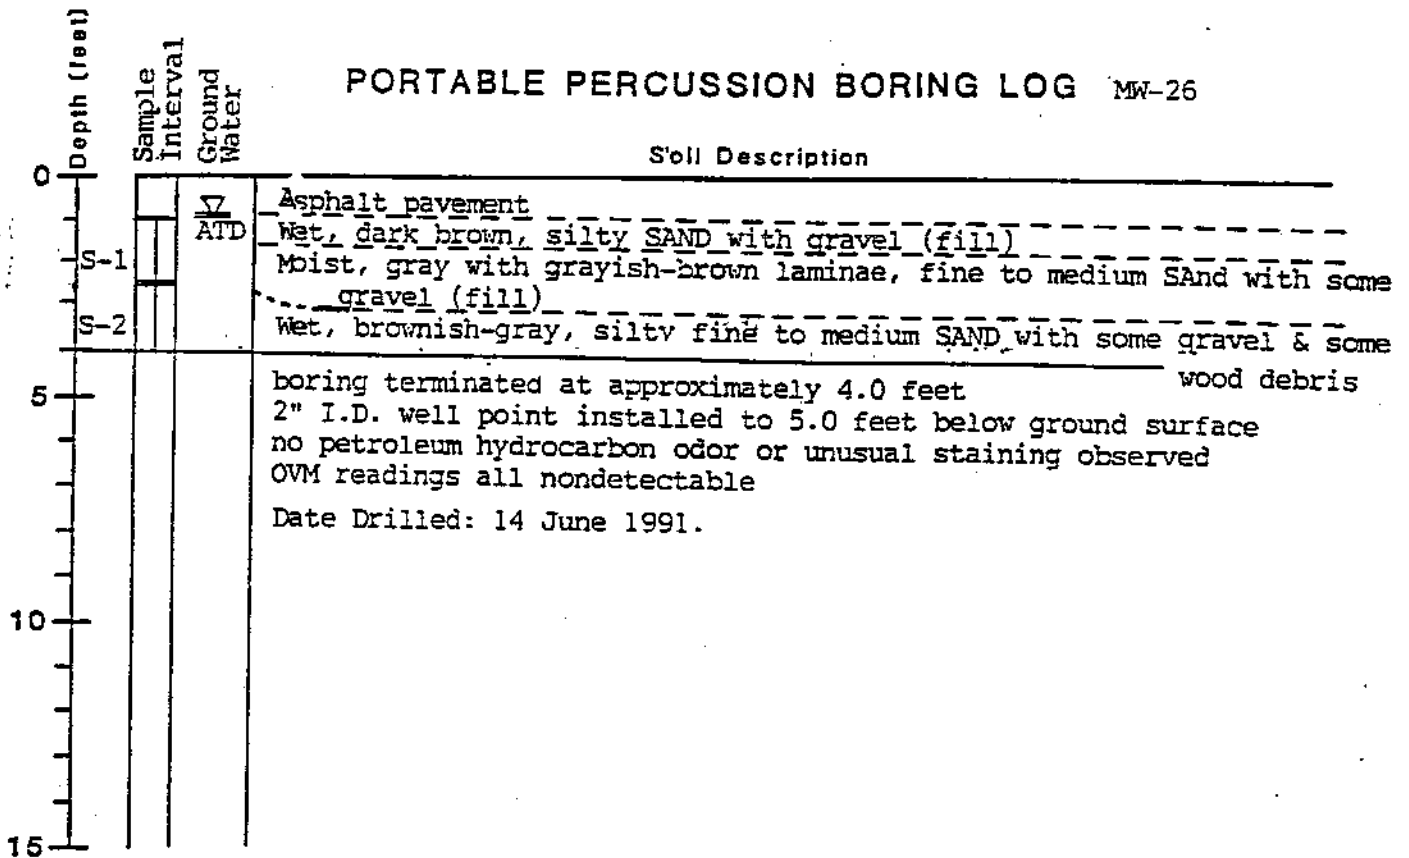 PORTABLE PERCUSSION BORING LOG MW-26
Depth (feet)
Sample Interval
Ground Water
Soil Description
0
Asphalt pavement
ATD
Wet, dark brown, silty SAND with gravel (fill)
S-1
Moist, gray with grayish-brown laminae, fine to medium SAnd with some
gravel (fill)
S-2
Wet, brownish-gray, silty fine to medium SAND with some gravel & some
wood debris
5
boring terminated at approximately 4.0 feet
2" I.D. well point installed to 5.0 feet below ground surface
no petroleum hydrocarbon odor or unusual staining observed
OVM readings all nondetectable
Date Drilled: 14 June 1991.
10
15